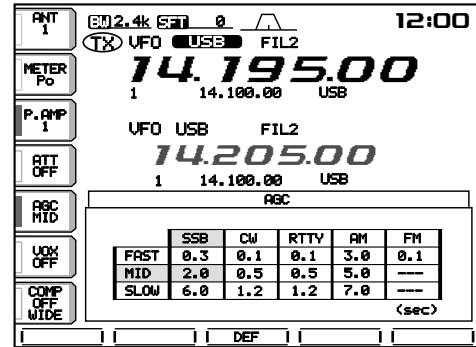 ANT
1
BW 2.4k SFT 0
12:00
TX VFO USB FIL2
METER
Po
14.195.00
1 14.100.00 USB
P.AMP
1
VFO USB FIL2
ATT
OFF
14.205.00
1 14.100.00 USB
AGC
MID
AGC
SSB CW RTTY AM FM
FAST 0.3 0.1 0.1 3.0 0.1
MID 2.0 0.5 0.5 5.0 ---
SLOW 6.0 1.2 1.2 7.0 ---
(sec)
VOX
OFF
COMP
OFF
WIDE
DEF